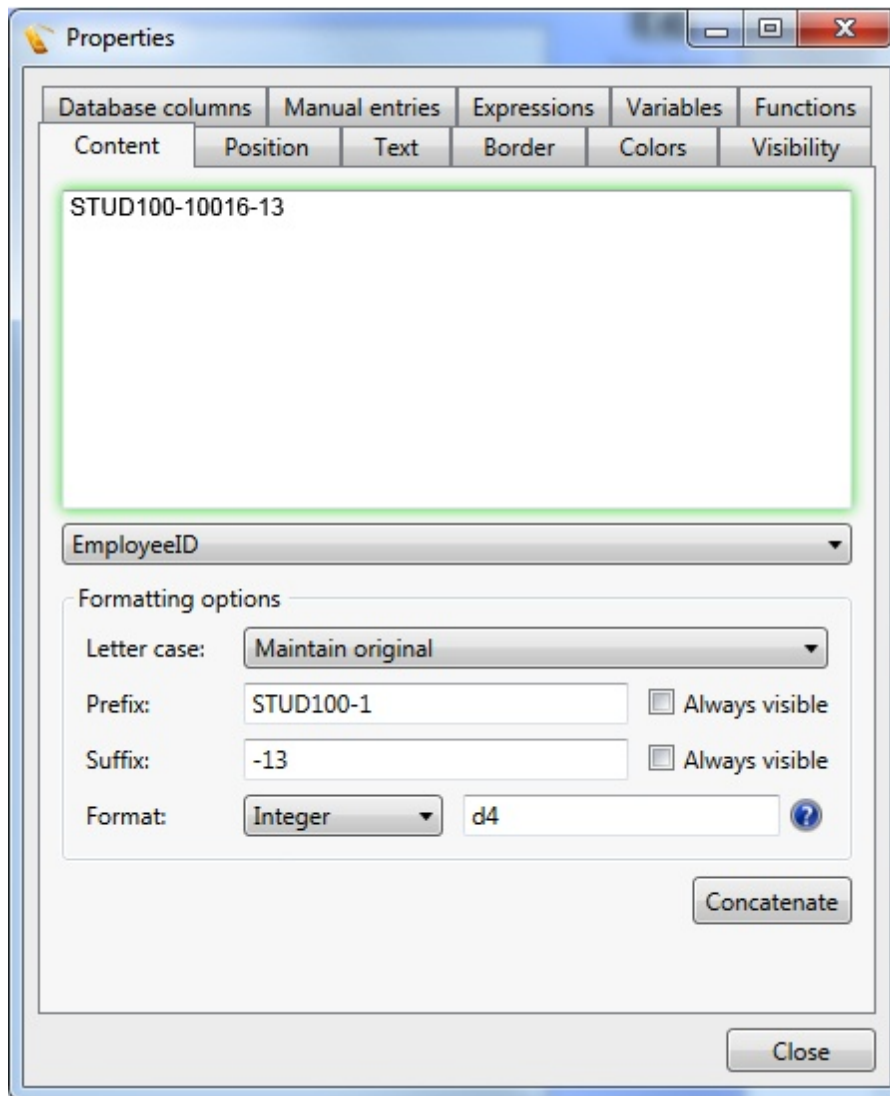 Properties
Database columns Manual entries Expressions Variables Functions
Content Position Text Border Colors Visibility
STUD100-10016-13
EmployeeID
Formatting options
Letter case: Maintain original
Prefix: STUD100-1 Always visible
Suffix: -13 Always visible
Format: Integer d4 ?
Concatenate
Close